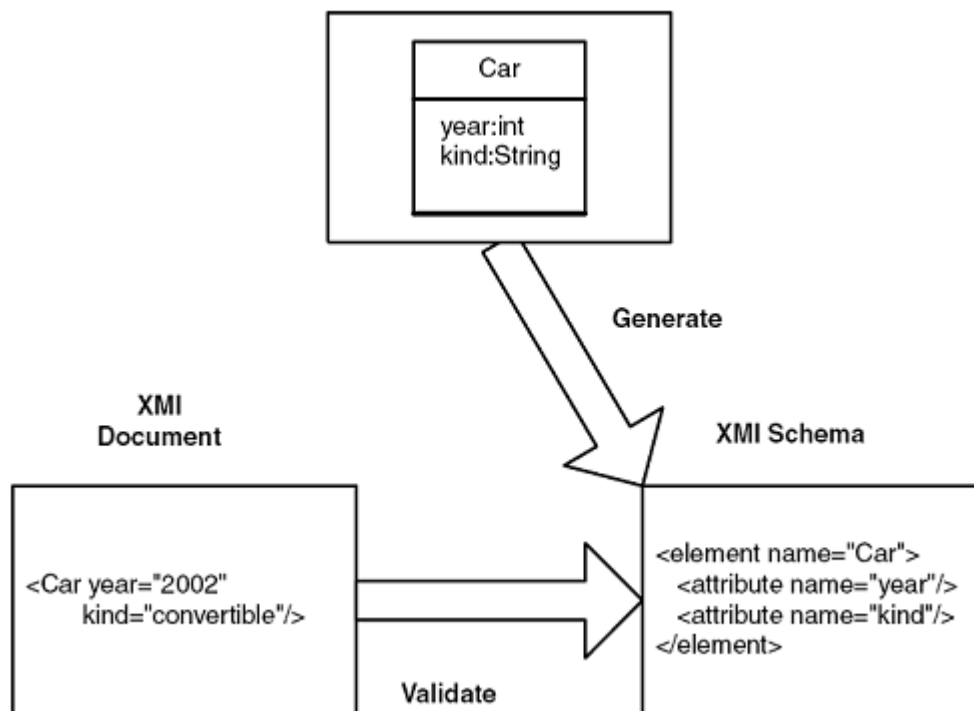 Car
year:int
kind:String
Generate
XMI
Document
XMI Schema
<Car year="2002"
kind="convertible"/>
<element name="Car">
<attribute name="year"/>
<attribute name="kind"/>
</element>
Validate